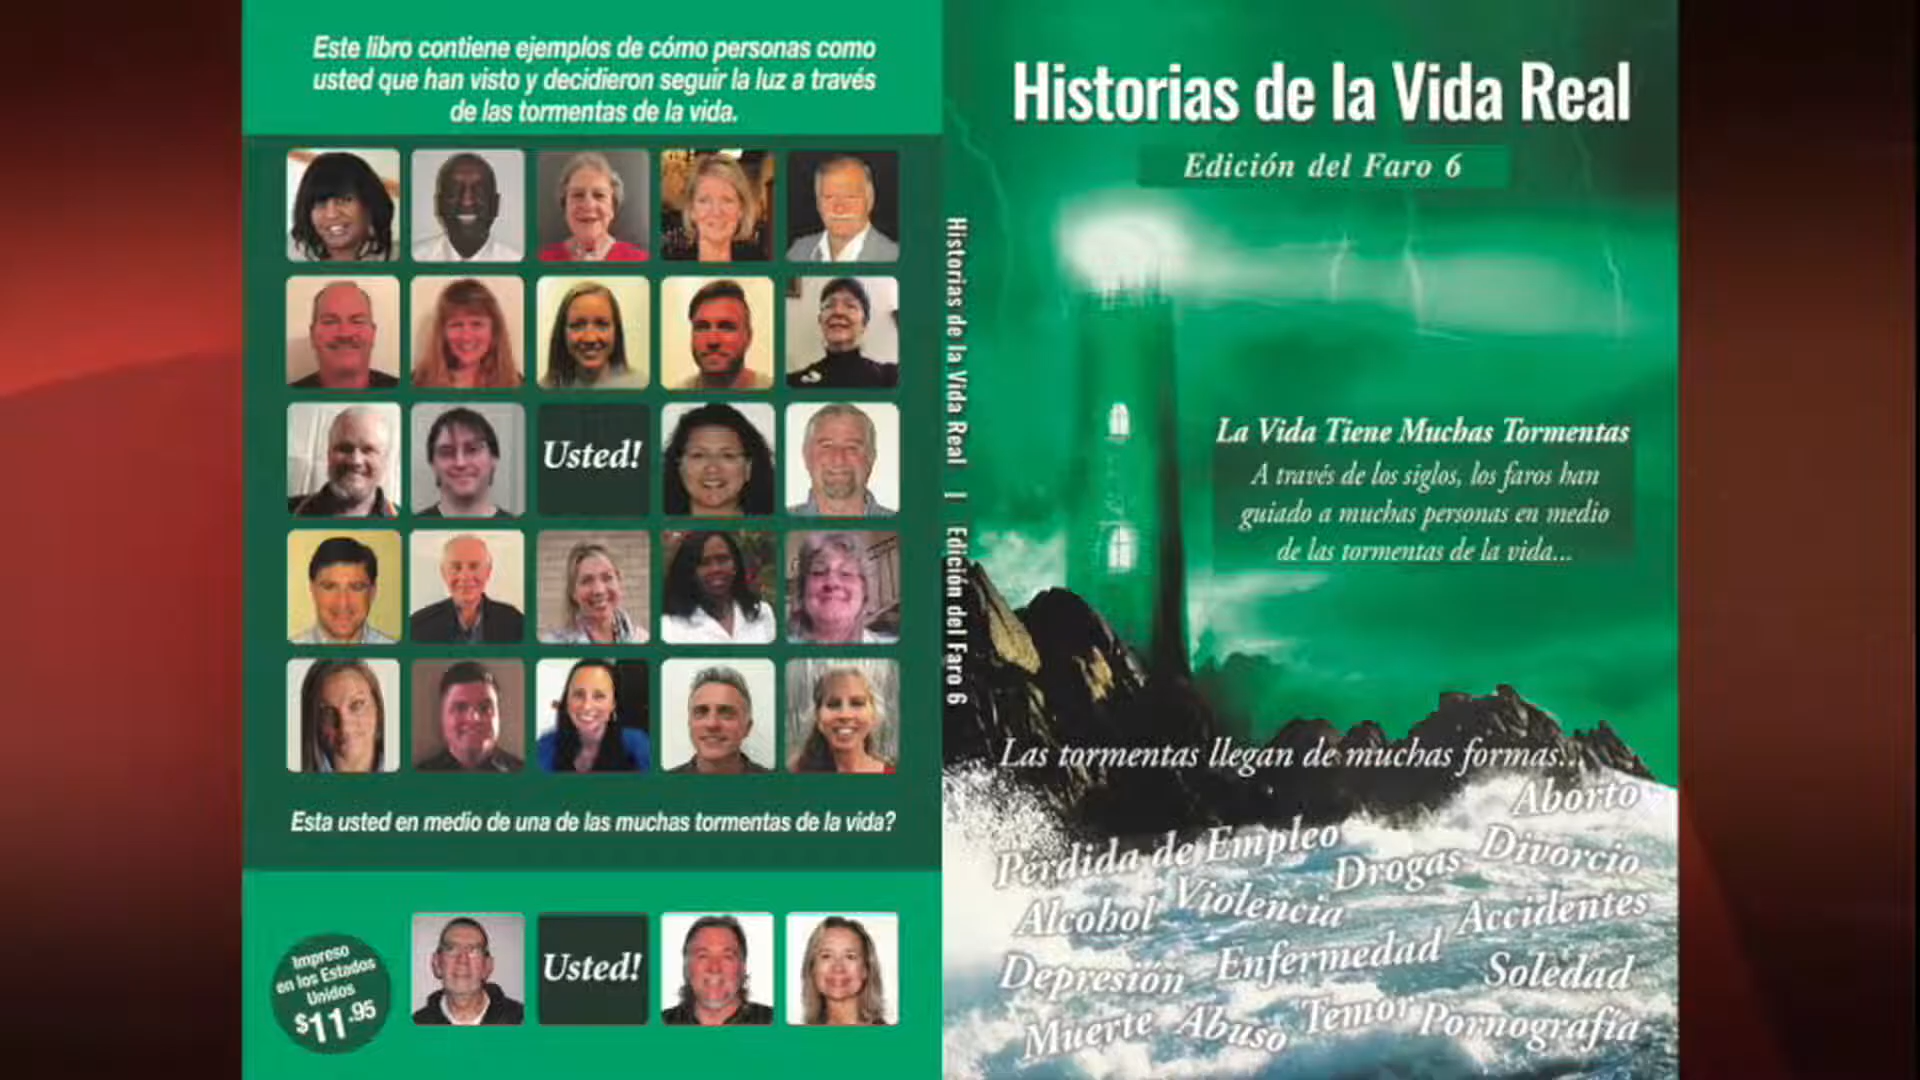 Este libro contiene ejemplos de cómo personas como
usted que han visto y decidieron seguir la luz a través
de las tormentas de la vida.
Usted!
Esta usted en medio de una de las muchas tormentas de la vida?
Impreso
en los Estados
Unidos
$11.95
Usted!
Historias de la Vida Real | Edición del Faro 6
Historias de la Vida Real
Edición del Faro 6
La Vida Tiene Muchas Tormentas
A través de los siglos, los faros han
guiado a muchas personas en medio
de las tormentas de la vida...
Las tormentas llegan de muchas formas...
Aborto
Pérdida de Empleo
Drogas
Divorcio
Alcohol
Violencia
Accidentes
Depresión
Enfermedad
Soledad
Muerte
Abuso
Temor
Pornografía